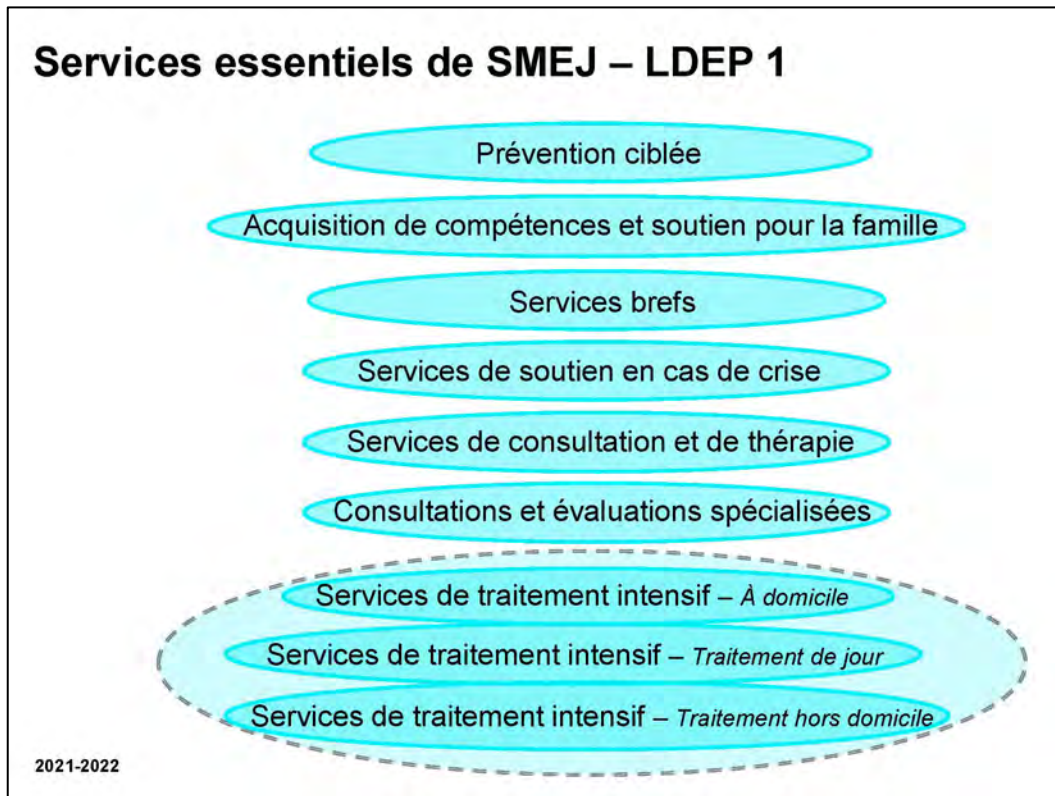 Services essentiels de SMEJ – LDEP 1
Prévention ciblée
Acquisition de compétences et soutien pour la famille
Services brefs
Services de soutien en cas de crise
Services de consultation et de thérapie
Consultations et évaluations spécialisées
Services de traitement intensif – À domicile
Services de traitement intensif – Traitement de jour
Services de traitement intensif – Traitement hors domicile
2021-2022